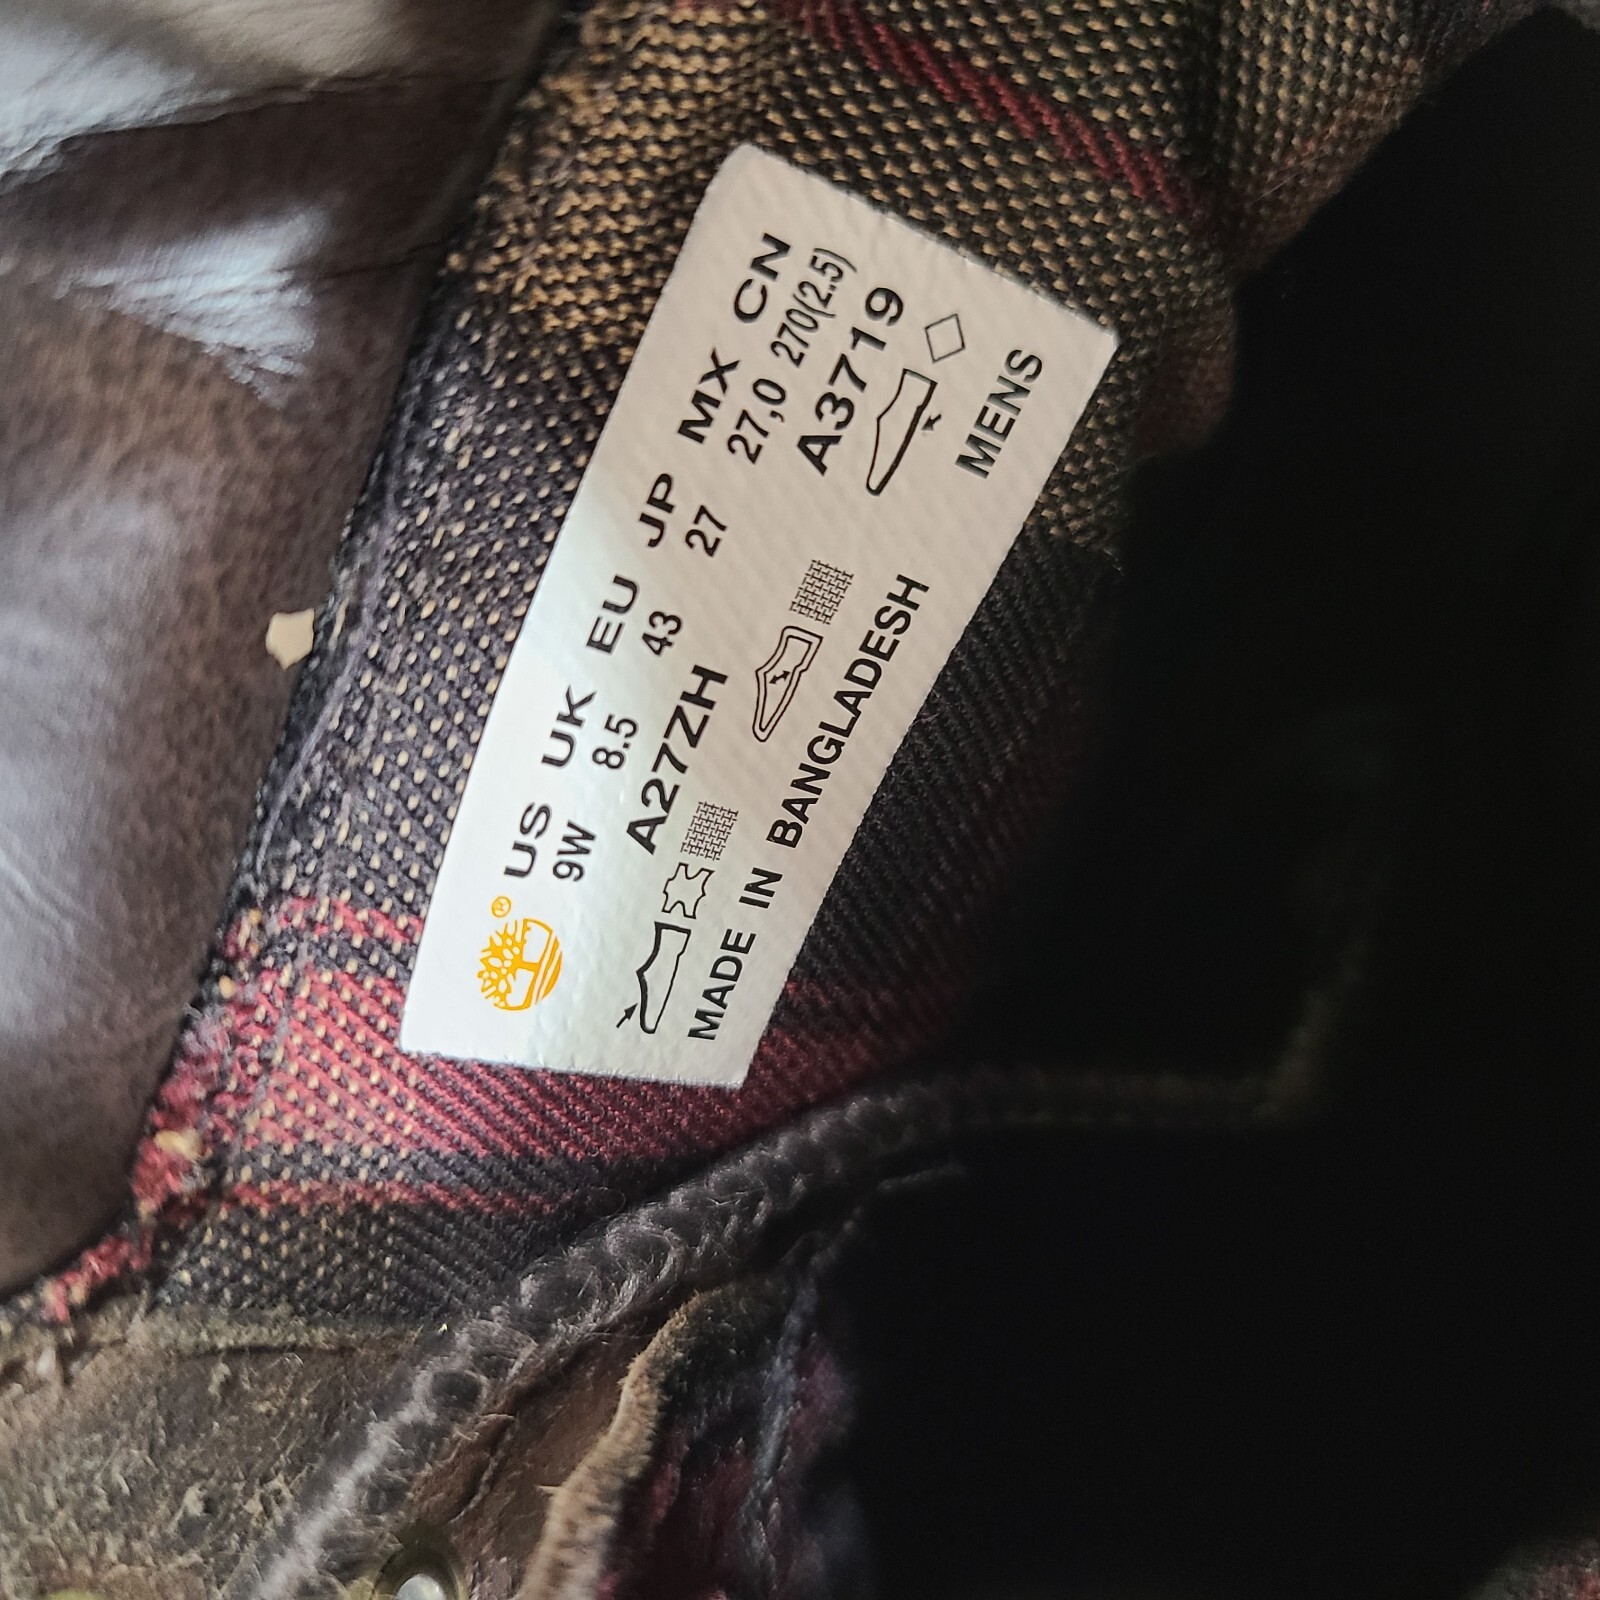 ®
US UK EU JP MX CN
9W 8.5 43 27 27,0 270(2.5)
A27ZH A3719
MADE IN BANGLADESH MENS